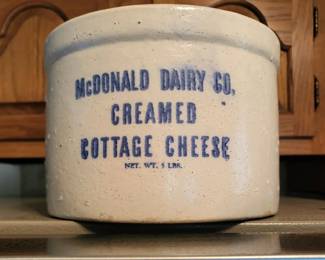 McDONALD DAIRY CO.
CREAMED
COTTAGE CHEESE
NET. WT. 5 LBS.